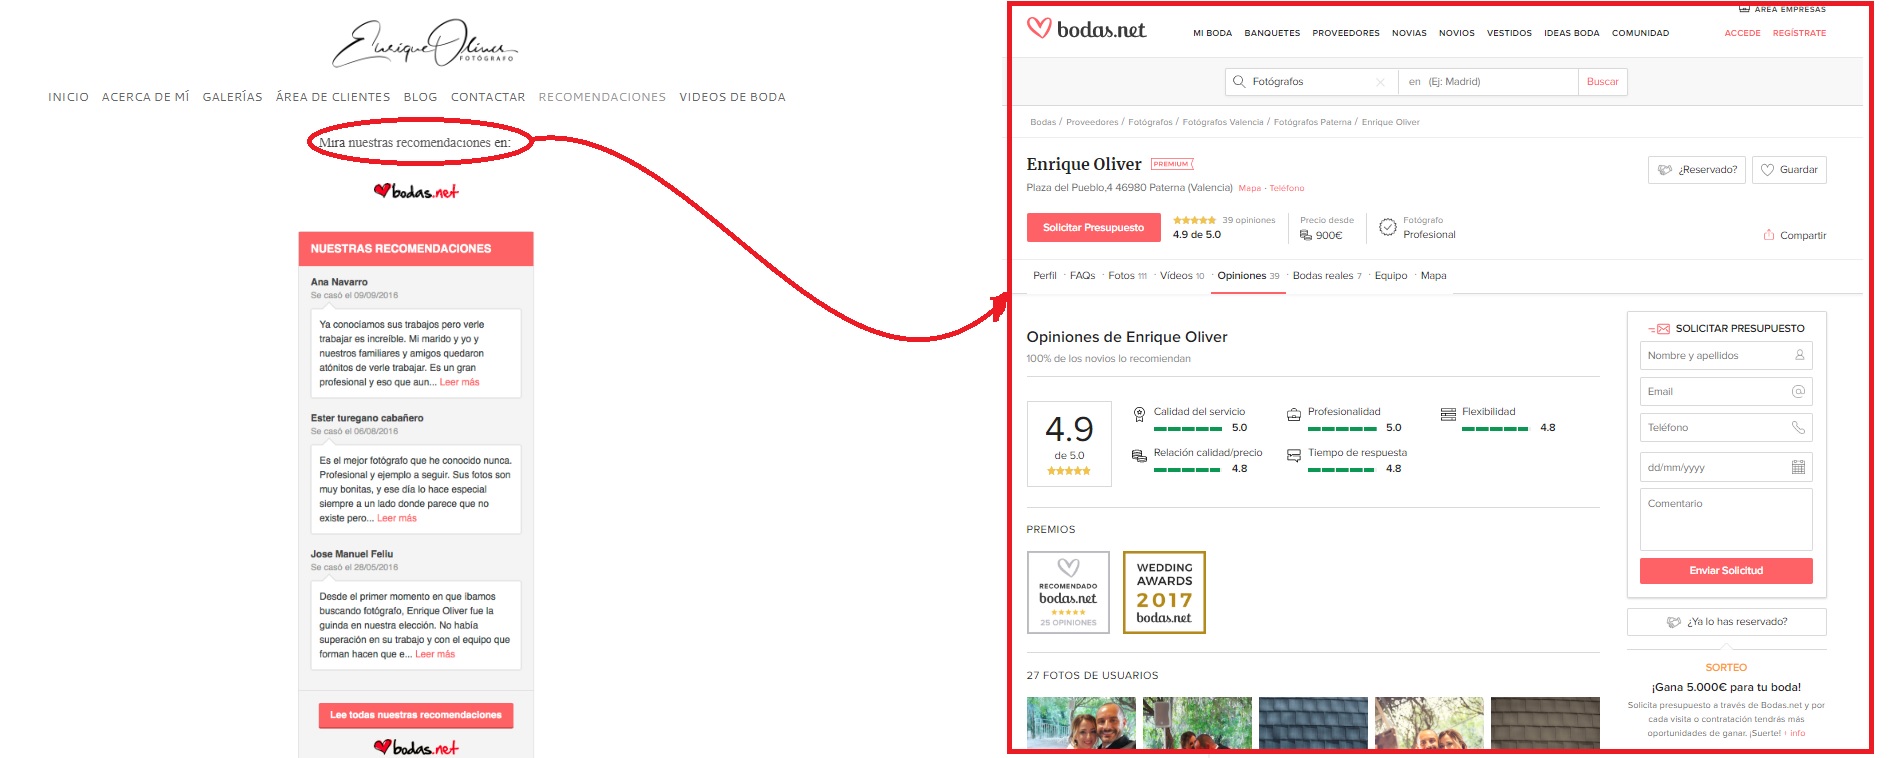 Enrique Oliver
FOTÓGRAFO
INICIO ACERCA DE MÍ GALERÍAS ÁREA DE CLIENTES BLOG CONTACTAR RECOMENDACIONES VIDEOS DE BODA
Mira nuestras recomendaciones en:
bodas.net
NUESTRAS RECOMENDACIONES
Ana Navarro
Se casó el 09/09/2016
Ya conocíamos sus trabajos pero verle
trabajar es increíble. Mi marido y yo y
nuestros familiares y amigos quedaron
atónitos de verle trabajar. Es un gran
profesional y eso que aun... Leer más
Ester turegano cabañero
Se casó el 06/08/2016
Es el mejor fotógrafo que he conocido nunca.
Profesional y ejemplo a seguir. Sus fotos son
muy bonitas, y ese día lo hace especial
siempre a un lado donde parece que no
existe pero... Leer más
Jose Manuel Feliu
Se casó el 28/05/2016
Desde el primer momento en que íbamos
buscando fotógrafo, Enrique Oliver fue la
guinda en nuestra elección. No había
superación en su trabajo y con el equipo que
forman hacen que e... Leer más
Lee todas nuestras recomendaciones
bodas.net
ÁREA EMPRESAS
bodas.net
MI BODA BANQUETES PROVEEDORES NOVIAS NOVIOS VESTIDOS IDEAS BODA COMUNIDAD
ACCEDE REGÍSTRATE
Fotógrafos en (Ej: Madrid) Buscar
Bodas / Proveedores / Fotógrafos / Fotógrafos Valencia / Fotógrafos Paterna / Enrique Oliver
Enrique Oliver PREMIUM
¿Reservado? Guardar
Plaza del Pueblo,4 46980 Paterna (Valencia) Mapa - Teléfono
Solicitar Presupuesto
39 opiniones
4.9 de 5.0
Precio desde
900€
Fotógrafo
Profesional
Compartir
Perfil · FAQs · Fotos 111 · Vídeos 10 · Opiniones 39 · Bodas reales 7 · Equipo · Mapa
Opiniones de Enrique Oliver
100% de los novios lo recomiendan
4.9
de 5.0
Calidad del servicio
5.0
Profesionalidad
5.0
Flexibilidad
4.8
Relación calidad/precio
4.8
Tiempo de respuesta
4.8
PREMIOS
RECOMENDADO
bodas.net
25 OPINIONES
WEDDING
AWARDS
2017
bodas.net
27 FOTOS DE USUARIOS
SOLICITAR PRESUPUESTO
Nombre y apellidos
Email
Teléfono
dd/mm/yyyy
Comentario
Enviar Solicitud
¿Ya lo has reservado?
SORTEO
¡Gana 5.000€ para tu boda!
Solicita presupuesto a través de Bodas.net y por
cada visita o contratación tendrás más
oportunidades de ganar. ¡Suerte! + info